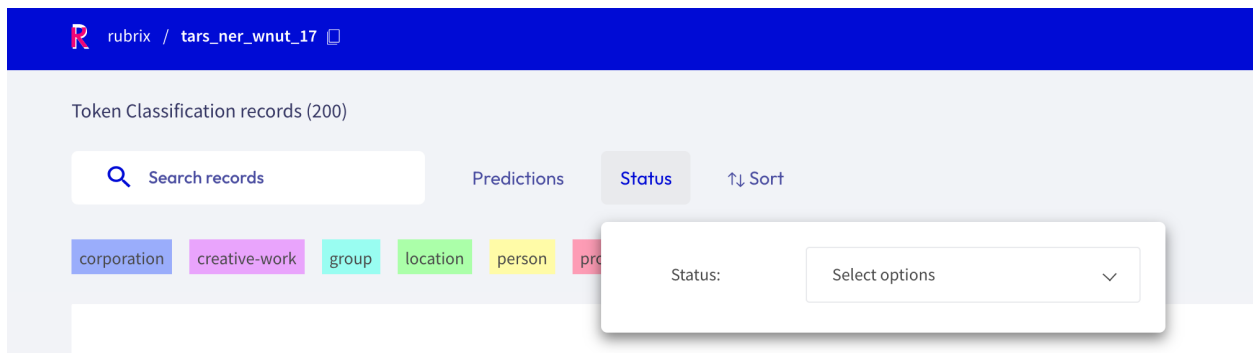 R rubrix / tars_ner_wnut_17
Token Classification records (200)
Search records Predictions Status ↑↓ Sort
corporation creative-work group location person
Status: Select options